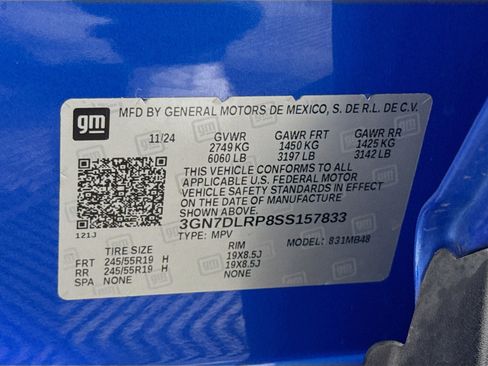 gm
MFD BY GENERAL MOTORS DE MEXICO, S. DE R.L. DE C.V.
11/24 GVWR GAWR FRT GAWR RR
2749 KG 1450 KG 1425 KG
6060 LB 3197 LB 3142 LB
THIS VEHICLE CONFORMS TO ALL
APPLICABLE U.S. FEDERAL MOTOR
VEHICLE SAFETY STANDARDS IN EFFECT
ON THE DATE OF MANUFACTURE SHOWN ABOVE.
3GN7DLRP8SS157833
121J
TYPE: MPV MODEL: 831MB48
TIRE SIZE RIM
FRT 245/55R19 H 19X8.5J
RR 245/55R19 H 19X8.5J
SPA NONE NONE